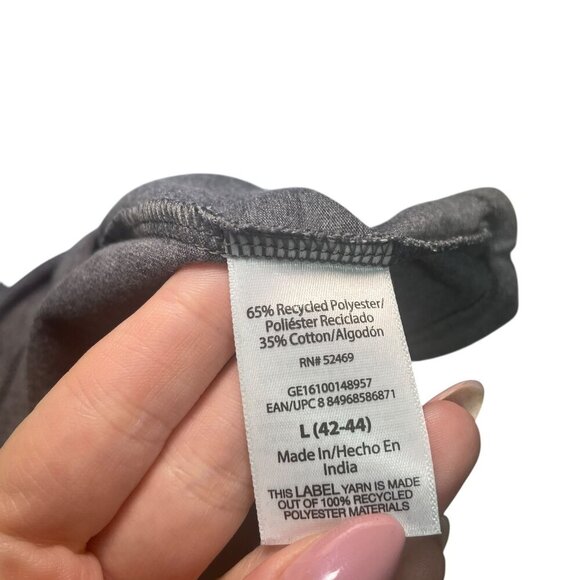 65% Recycled Polyester/
Poliéster Reciclado
35% Cotton/Algodón
RN# 52469
GE16100148957
EAN/UPC 8 84968586871
L (42-44)
Made In/Hecho En
India
THIS LABEL YARN IS MADE
OUT OF 100% RECYCLED
POLYESTER MATERIALS